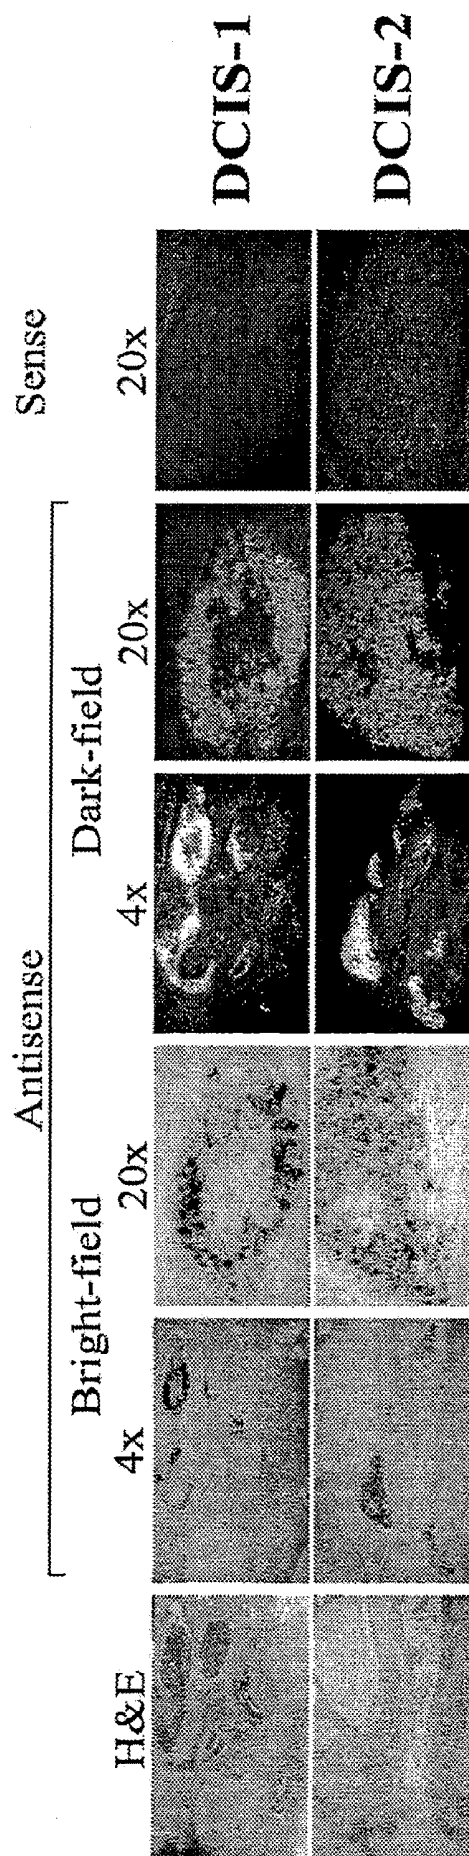 Antisense
Sense
Bright-field
Dark-field
H&E
4x
20x
4x
20x
20x
DCIS-1
DCIS-2